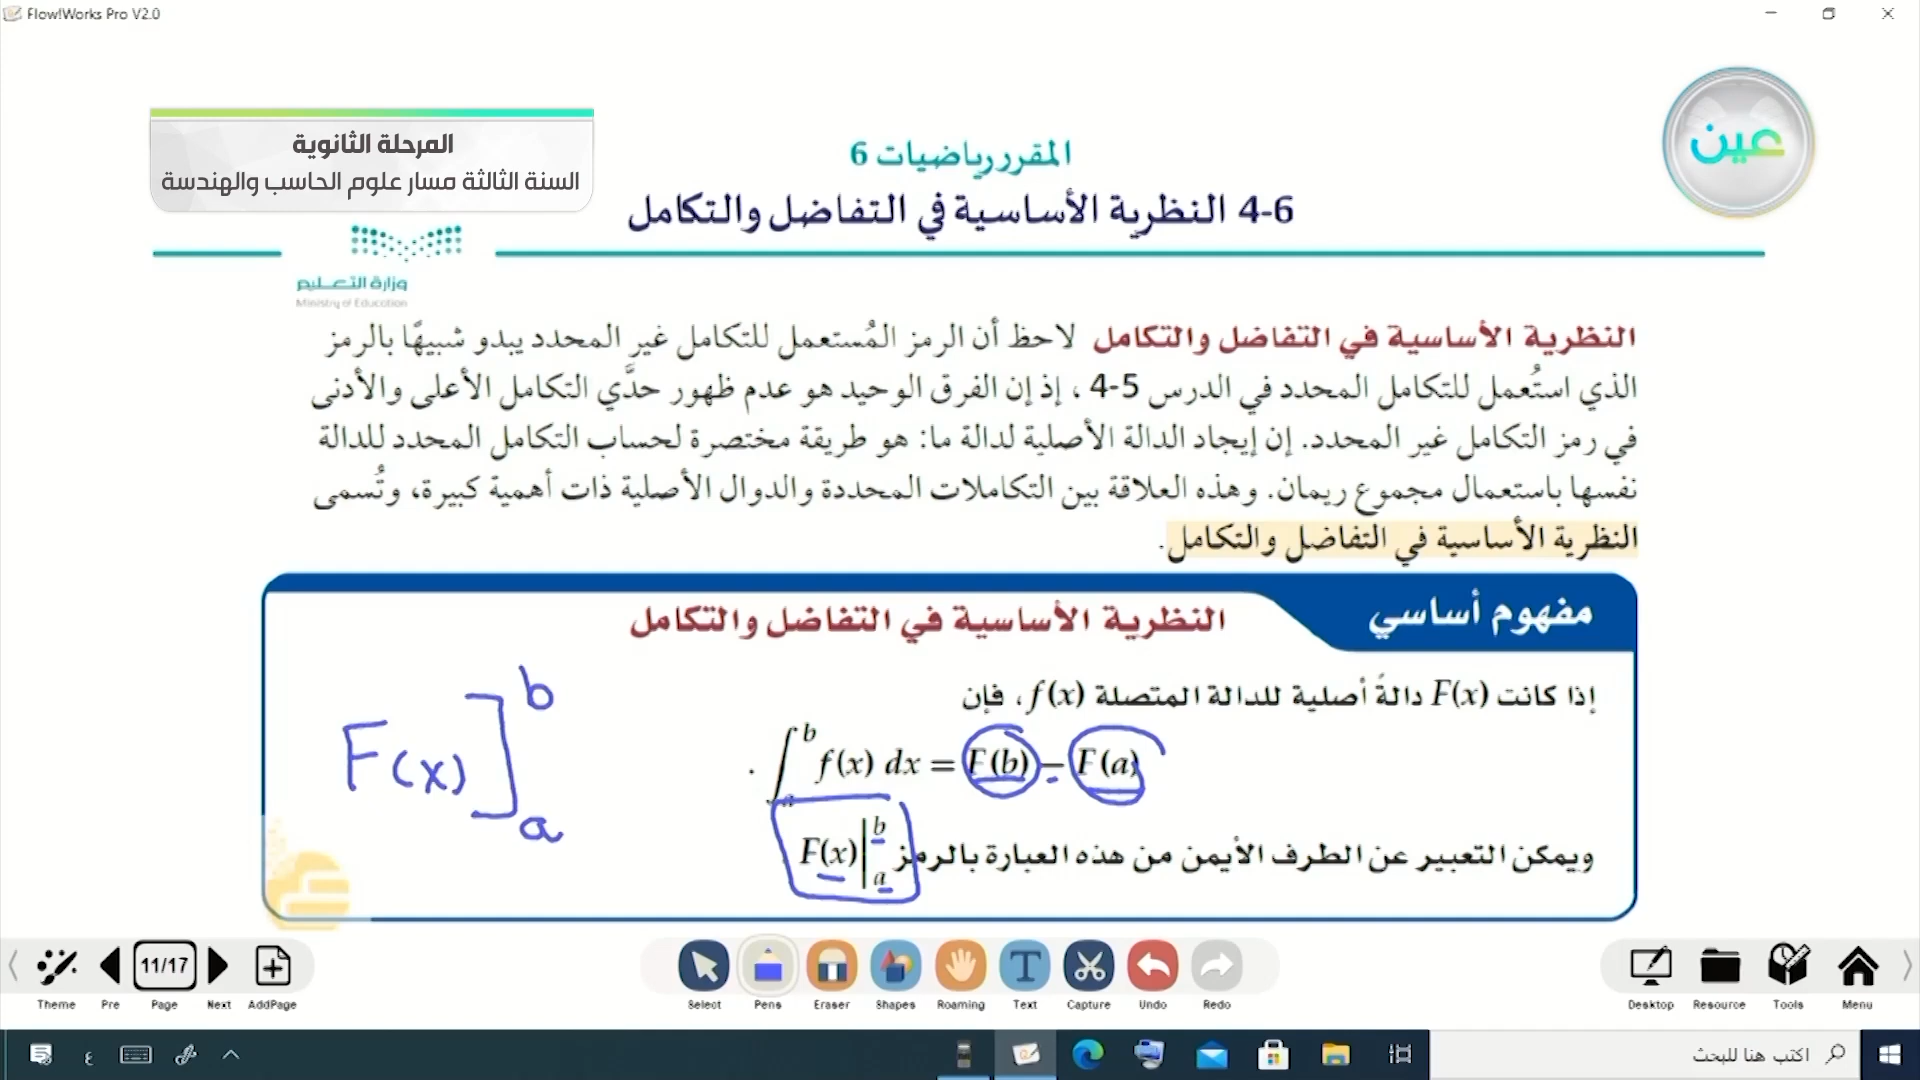 FlowWorks Pro V2.0
المرحلة الثانوية
السنة الثالثة مسار علوم الحاسب والهندسة
عين
المقرر رياضيات 6
4-6 النظرية الأساسية في التفاضل والتكامل
وزارة التعليم
Ministry of Education
النظرية الأساسية في التفاضل والتكامل لاحظ أن الرمز المُستعمل للتكامل غير المحدد يبدو شبيهًا بالرمز
الذي استُعمل للتكامل المحدد في الدرس 5-4 ، إذ إن الفرق الوحيد هو عدم ظهور حدَّي التكامل الأعلى والأدنى
في رمز التكامل غير المحدد. إن إيجاد الدالة الأصلية لدالة ما: هو طريقة مختصرة لحساب التكامل المحدد للدالة
نفسها باستعمال مجموع ريمان. وهذه العلاقة بين التكاملات المحددة والدوال الأصلية ذات أهمية كبيرة، وتُسمى
النظرية الأساسية في التفاضل والتكامل.
مفهوم أساسي
النظرية الأساسية في التفاضل والتكامل
إذا كانت F(x) دالةً أصلية للدالة المتصلة f(x)، فإن
∫_a^b f(x) dx = F(b) − F(a) .
ويمكن التعبير عن الطرف الأيمن من هذه العبارة بالرمز F(x)|_a^b
F(x)]_a^b
Theme
Pre
11/17
Page
Next
AddPage
Select
Pens
Eraser
Shapes
Roaming
Text
Capture
Undo
Redo
Desktop
Resource
Tools
Menu
ع
اكتب هنا للبحث